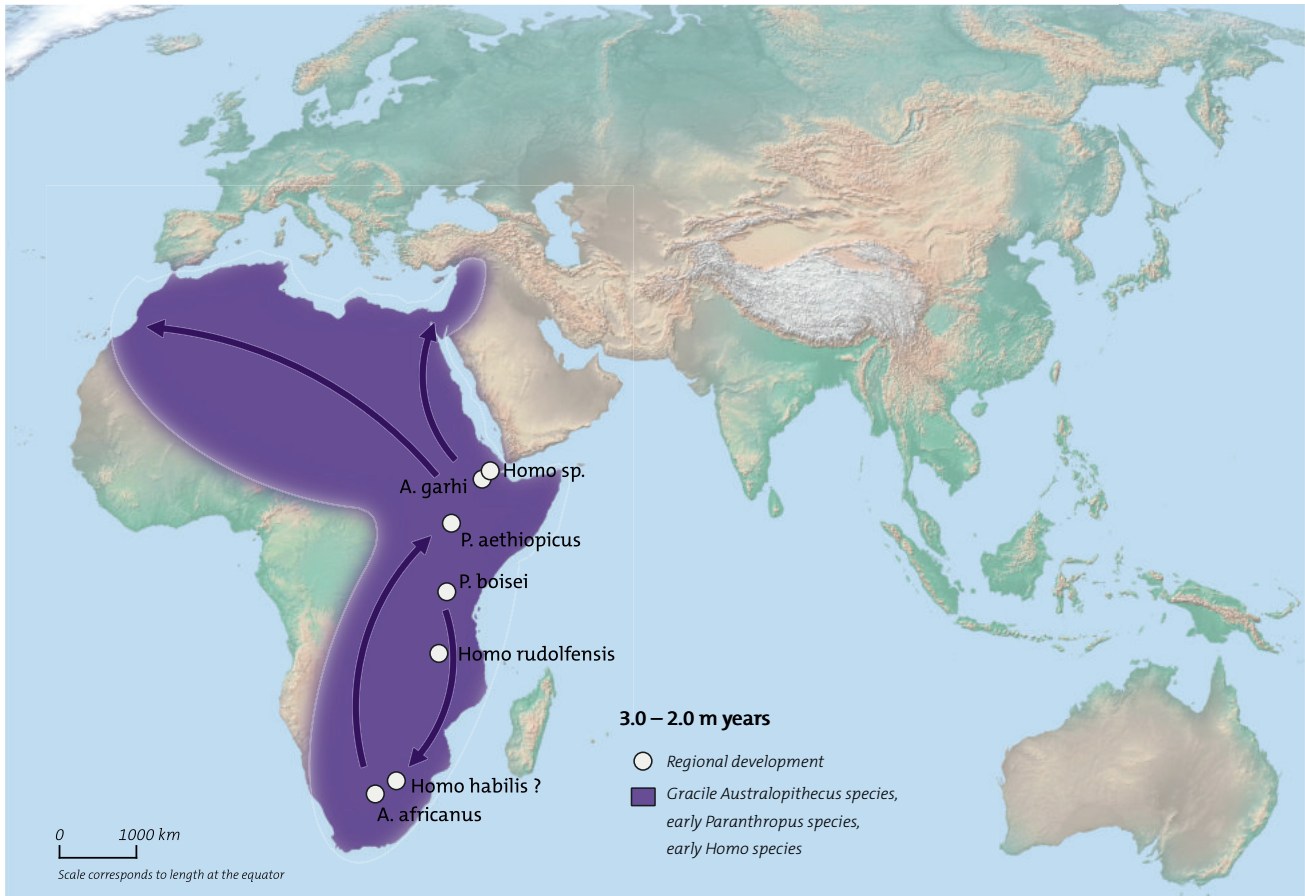 Homo sp.
A. garhi
P. aethiopicus
P. boisei
Homo rudolfensis
Homo habilis ?
A. africanus
3.0 – 2.0 m years
Regional development
Gracile Australopithecus species,
early Paranthropus species,
early Homo species
0 1000 km
Scale corresponds to length at the equator